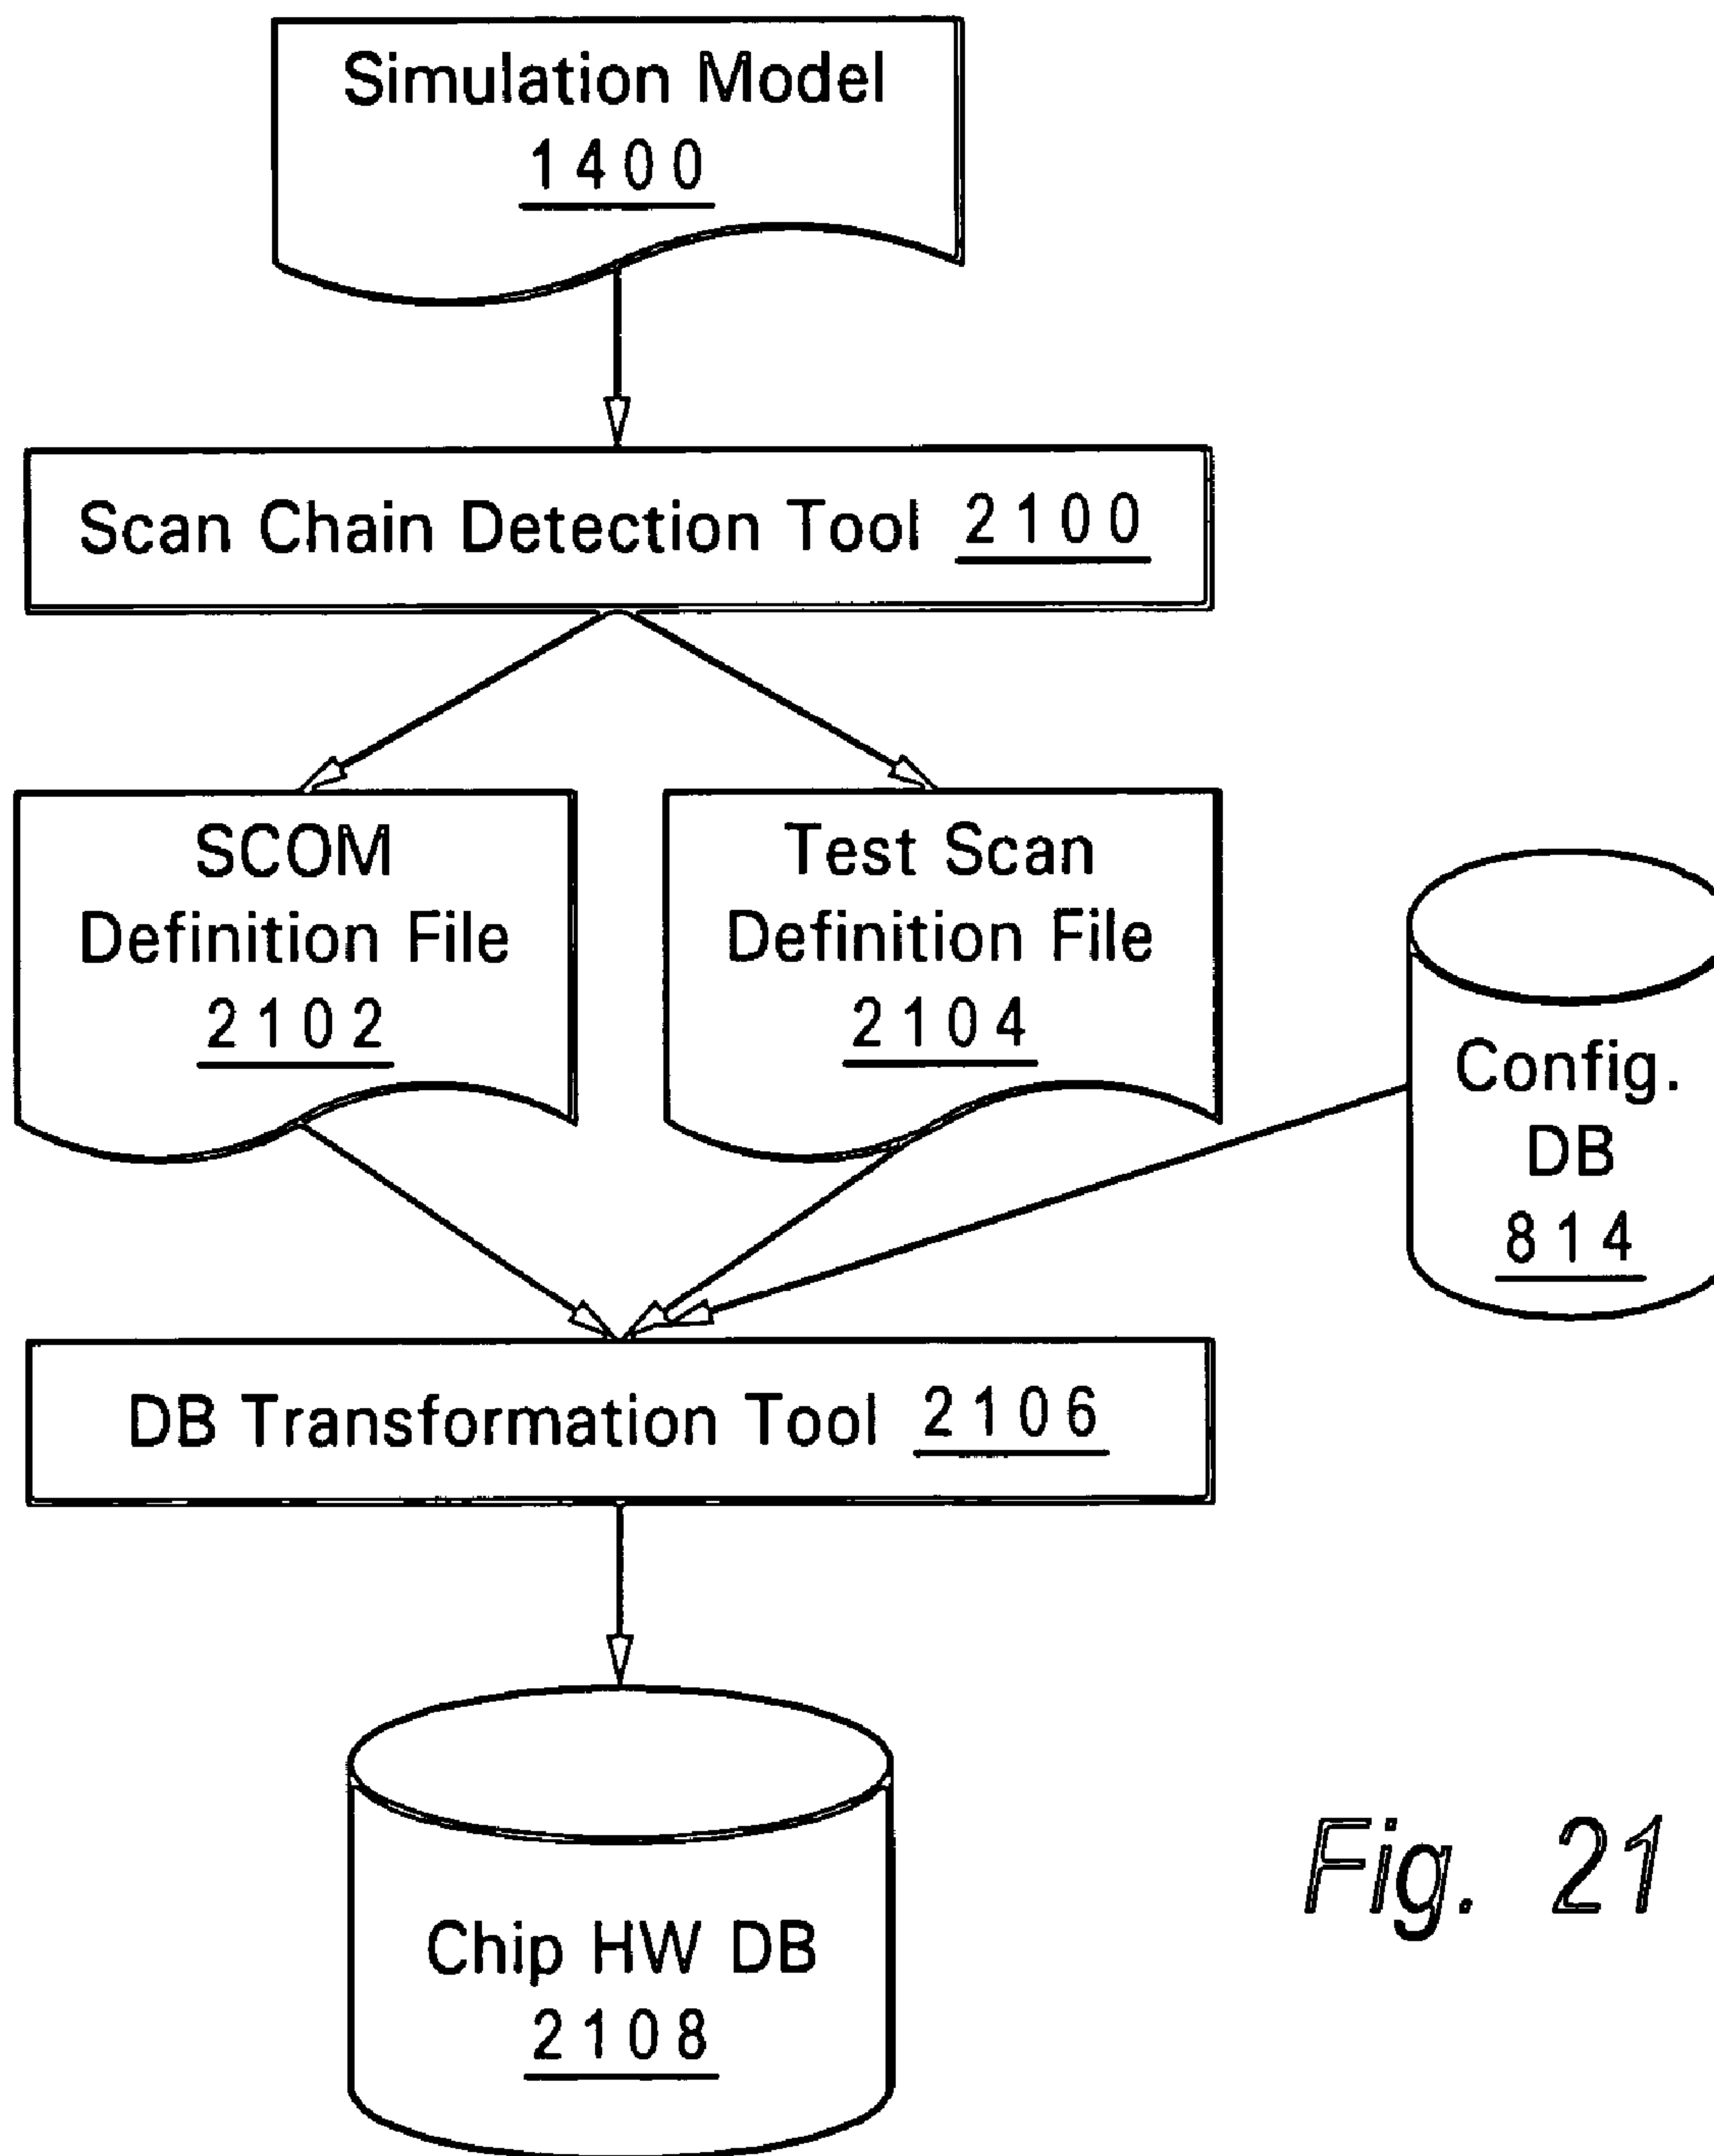 Simulation Model
1400
Scan Chain Detection Tool 2100
SCOM
Definition File
2102
Test Scan
Definition File
2104
Config.
DB
814
DB Transformation Tool 2106
Chip HW DB
2108
Fig. 21